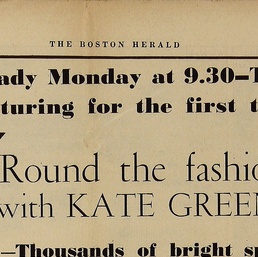 THE BOSTON HERALD
ady Monday at 9.30—T
turing for the first t
Round the fashio
with KATE GREEN
—Thousands of bright sp